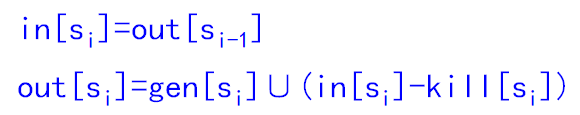 in[sᵢ]=out[sᵢ₋₁]
out[sᵢ]=gen[sᵢ]∪(in[sᵢ]-kill[sᵢ])